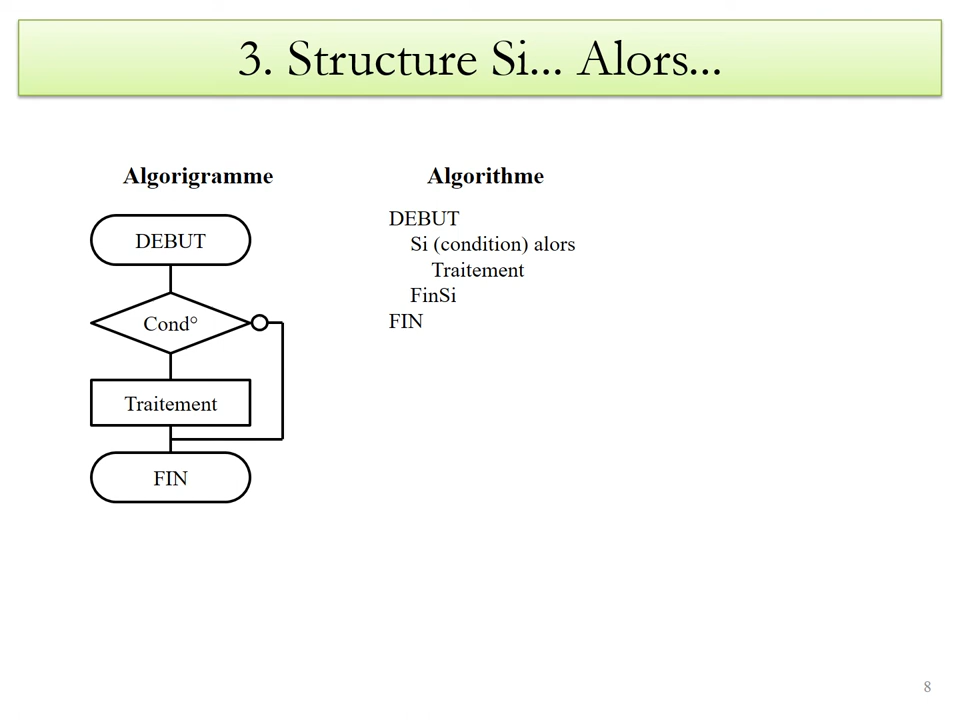 3. Structure Si... Alors...
Algorigramme
DEBUT
Cond°
Traitement
FIN
Algorithme
DEBUT
Si (condition) alors
Traitement
FinSi
FIN
8